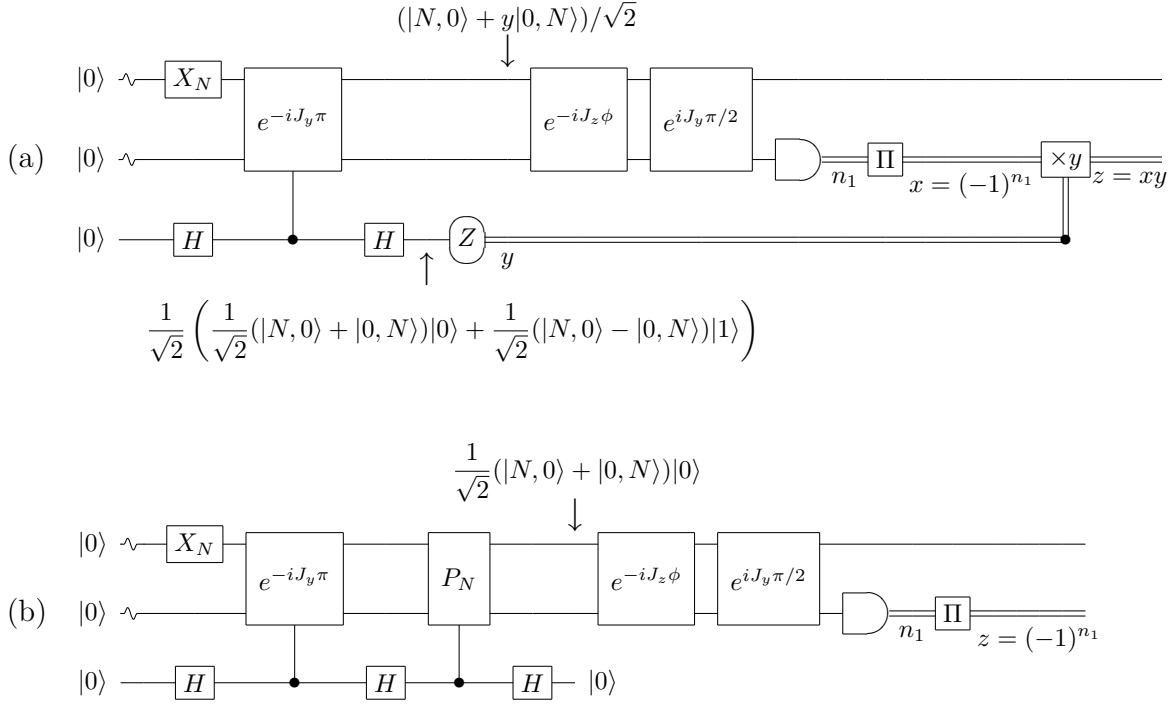 (|N, 0⟩ + y|0, N⟩)/√2
|0⟩ X_N
e^{-iJ_yπ} e^{-iJ_zϕ} e^{iJ_yπ/2}
(a) |0⟩ n_1 Π x = (−1)^{n_1} ×y z = xy
|0⟩ H H Z y
1/√2 ( 1/√2 (|N, 0⟩ + |0, N⟩)|0⟩ + 1/√2 (|N, 0⟩ − |0, N⟩)|1⟩ )
1/√2 (|N, 0⟩ + |0, N⟩)|0⟩
|0⟩ X_N
e^{-iJ_yπ} P_N e^{-iJ_zϕ} e^{iJ_yπ/2}
(b) |0⟩ n_1 Π z = (−1)^{n_1}
|0⟩ H H H |0⟩